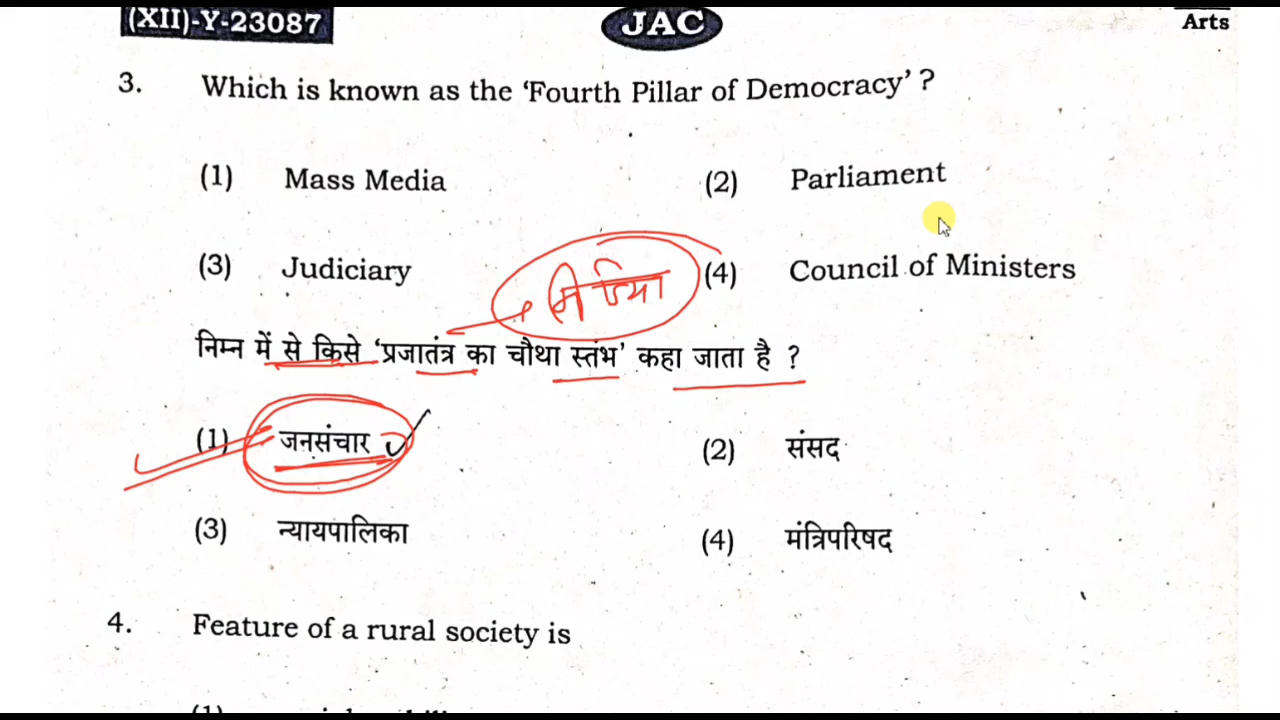 (XII)-Y-23087 JAC Arts
3. Which is known as the ‘Fourth Pillar of Democracy’ ?
(1) Mass Media (2) Parliament
(3) Judiciary (4) Council of Ministers
मीडिया
निम्न में से किसे ‘प्रजातंत्र का चौथा स्तंभ’ कहा जाता है ?
(1) जनसंचार (2) संसद
(3) न्यायपालिका (4) मंत्रिपरिषद
4. Feature of a rural society is
(1)